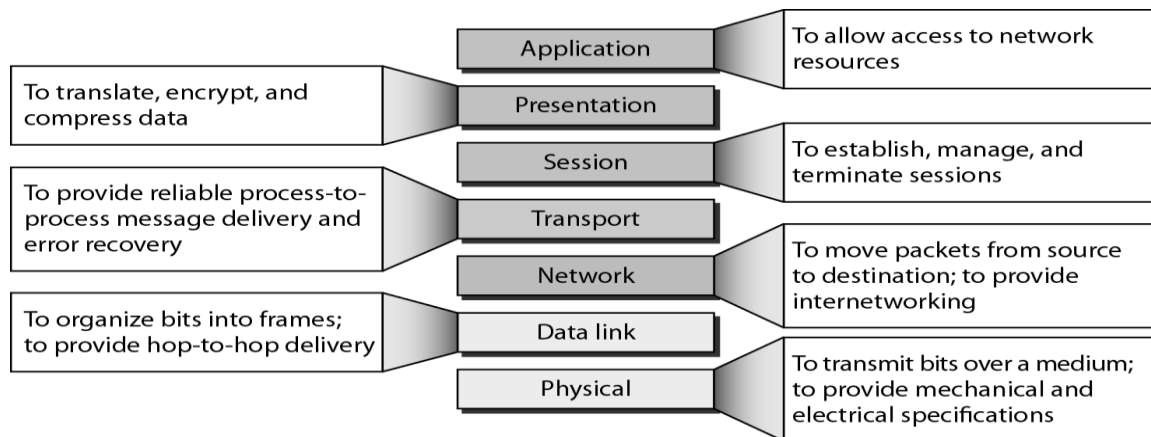 Application
To allow access to network
resources
To translate, encrypt, and
compress data
Presentation
Session
To establish, manage, and
terminate sessions
To provide reliable process-to-
process message delivery and
error recovery
Transport
Network
To move packets from source
to destination; to provide
internetworking
To organize bits into frames;
to provide hop-to-hop delivery
Data link
Physical
To transmit bits over a medium;
to provide mechanical and
electrical specifications